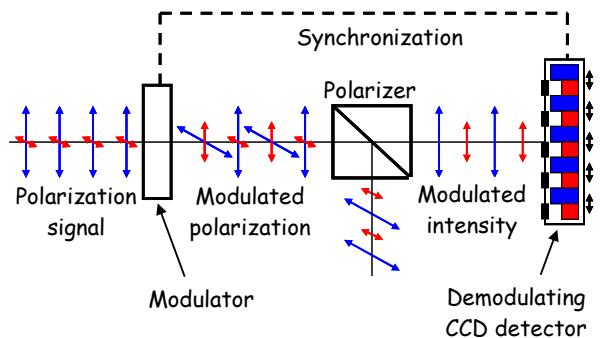 Synchronization
Polarizer
Polarization
signal
Modulated
polarization
Modulated
intensity
Modulator
Demodulating
CCD detector